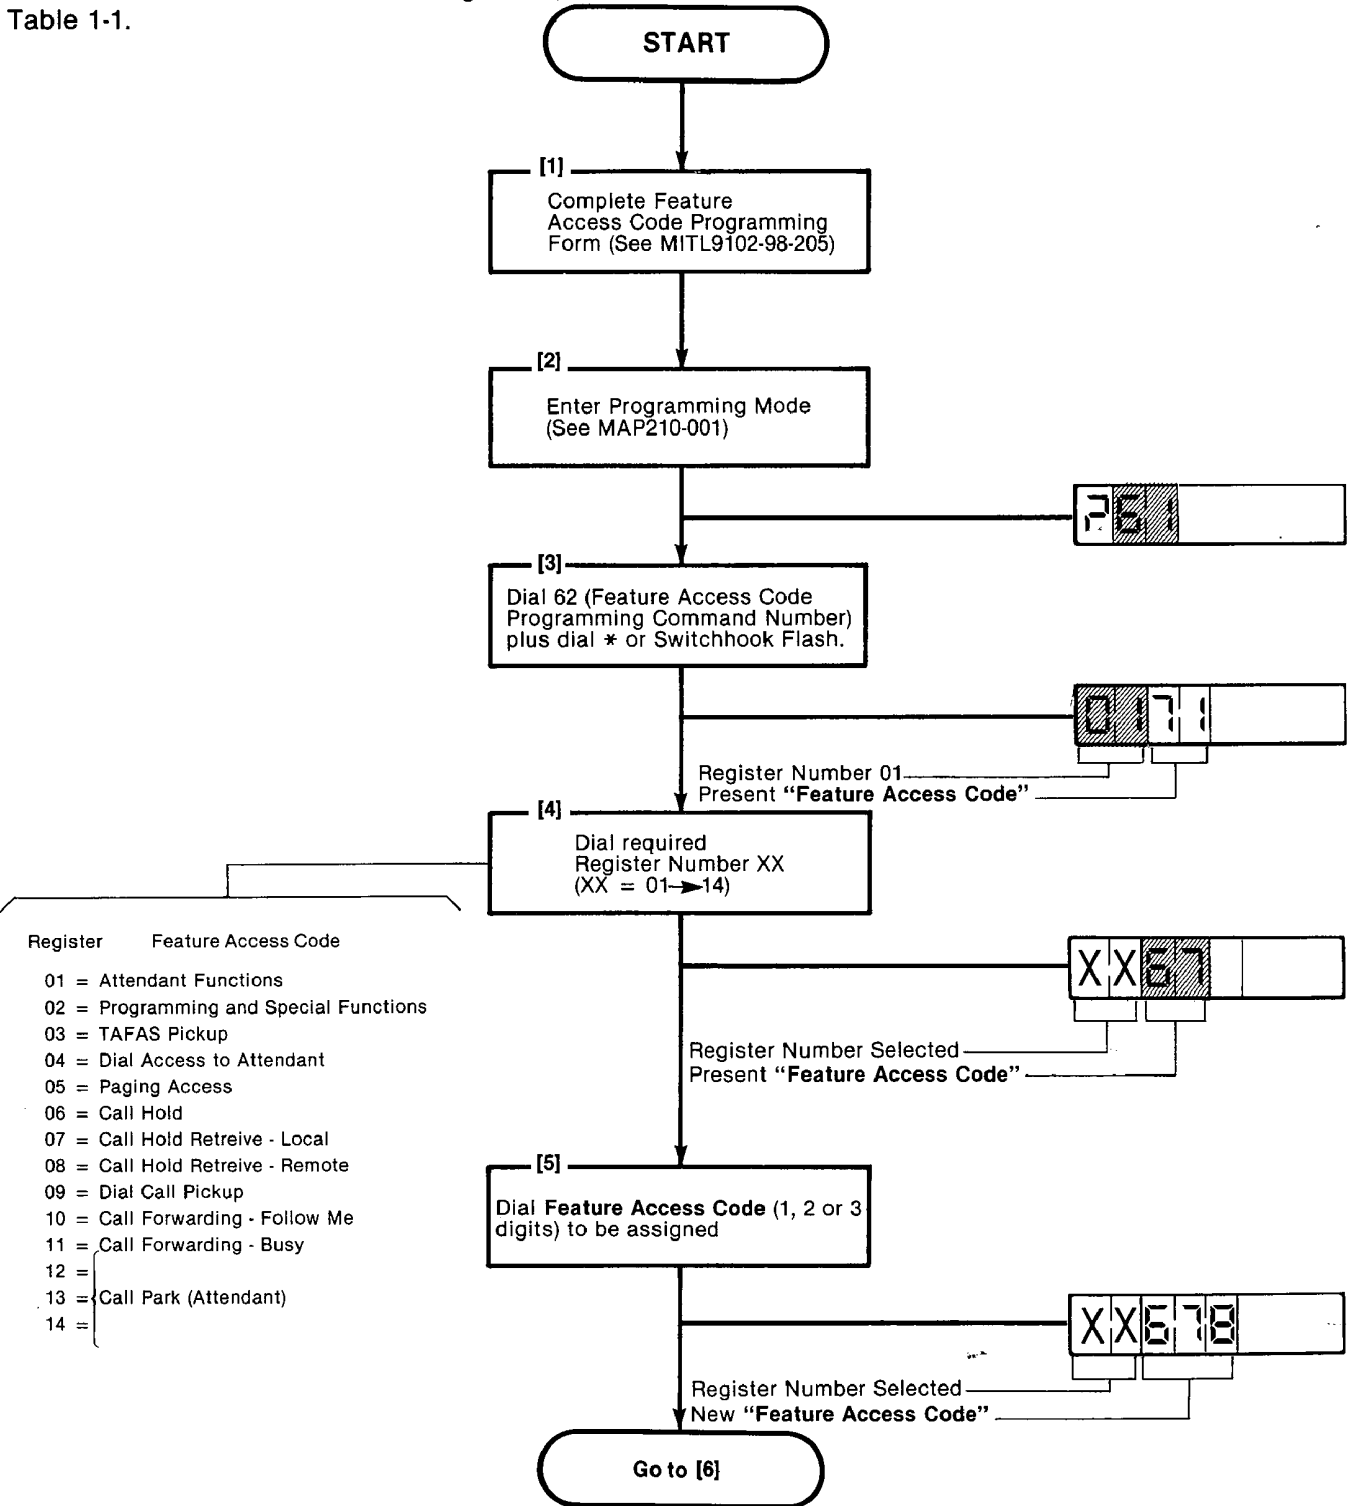 Table 1-1.
START
[1]
Complete Feature
Access Code Programming
Form (See MITL9102-98-205)
[2]
Enter Programming Mode
(See MAP210-001)
P61
[3]
Dial 62 (Feature Access Code
Programming Command Number)
plus dial * or Switchhook Flash.
0171
Register Number 01
Present "Feature Access Code"
[4]
Dial required
Register Number XX
(XX = 01→14)
Register Feature Access Code
01 = Attendant Functions
02 = Programming and Special Functions
03 = TAFAS Pickup
04 = Dial Access to Attendant
05 = Paging Access
06 = Call Hold
07 = Call Hold Retreive - Local
08 = Call Hold Retreive - Remote
09 = Dial Call Pickup
10 = Call Forwarding - Follow Me
11 = Call Forwarding - Busy
12 =
13 = Call Park (Attendant)
14 =
XX67
Register Number Selected
Present "Feature Access Code"
[5]
Dial Feature Access Code (1, 2 or 3
digits) to be assigned
XX678
Register Number Selected
New "Feature Access Code"
Go to [6]